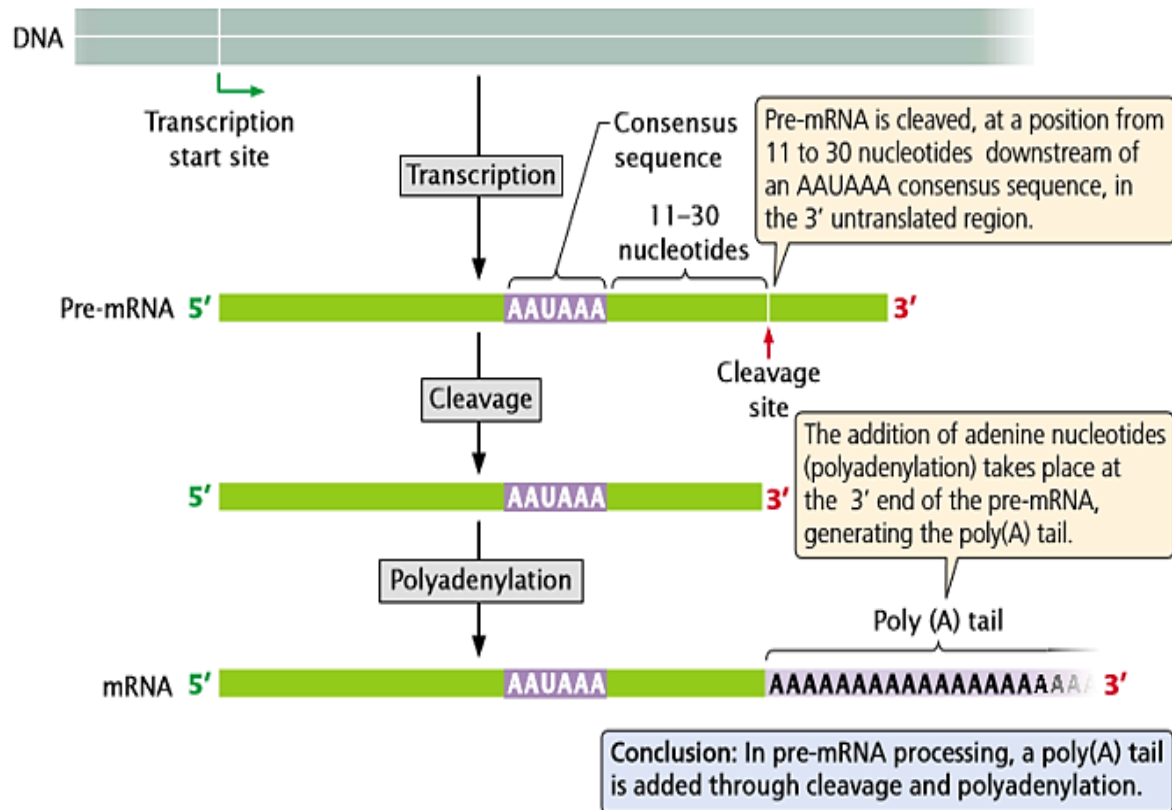 DNA
Transcription
start site
Transcription
Consensus
sequence
11–30
nucleotides
Pre-mRNA is cleaved, at a position from
11 to 30 nucleotides downstream of
an AAUAAA consensus sequence, in
the 3′ untranslated region.
Pre-mRNA 5′ AAUAAA 3′
Cleavage
site
Cleavage
The addition of adenine nucleotides
(polyadenylation) takes place at
the 3′ end of the pre-mRNA,
generating the poly(A) tail.
5′ AAUAAA 3′
Polyadenylation
Poly (A) tail
mRNA 5′ AAUAAA AAAAAAAAAAAAAAAAAAA 3′
Conclusion: In pre-mRNA processing, a poly(A) tail
is added through cleavage and polyadenylation.